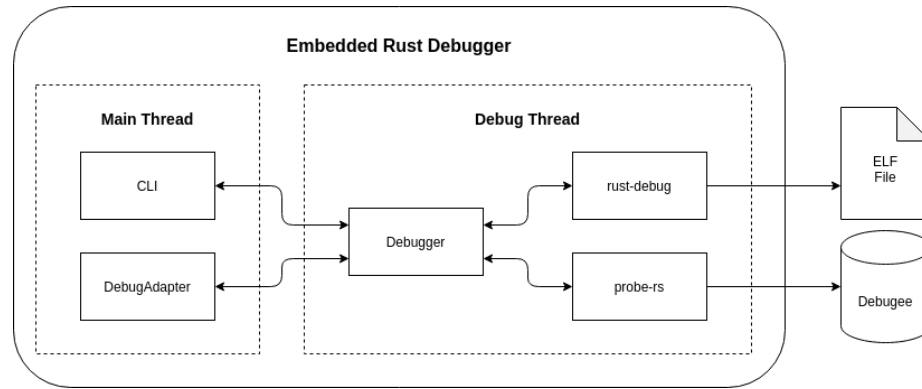 Embedded Rust Debugger
Main Thread
Debug Thread
CLI
rust-debug
ELF
File
Debugger
DebugAdapter
probe-rs
Debugee